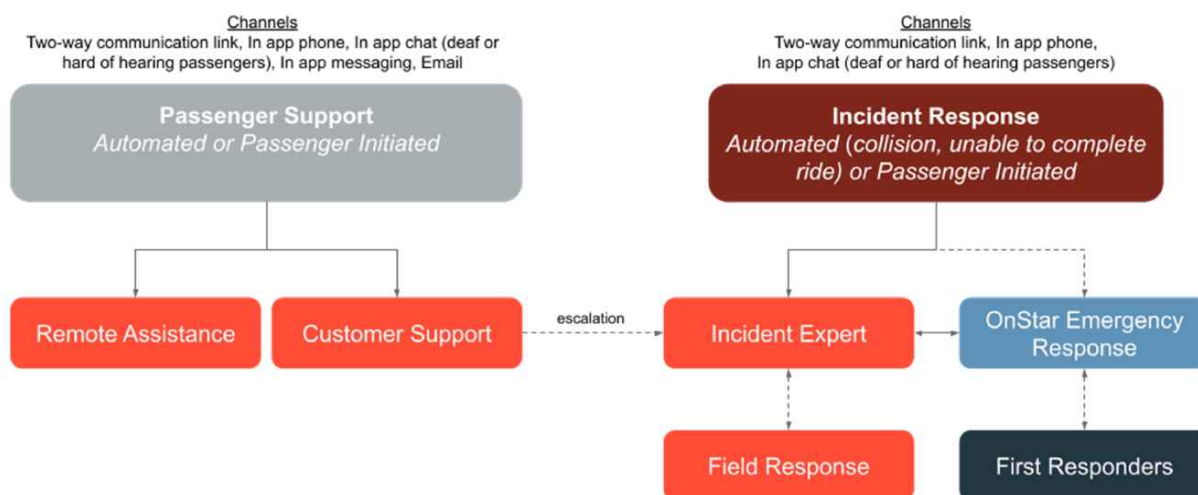 Channels
Two-way communication link, In app phone, In app chat (deaf or
hard of hearing passengers), In app messaging, Email
Passenger Support
Automated or Passenger Initiated
Remote Assistance
Customer Support
escalation
Channels
Two-way communication link, In app phone,
In app chat (deaf or hard of hearing passengers)
Incident Response
Automated (collision, unable to complete
ride) or Passenger Initiated
Incident Expert
OnStar Emergency
Response
Field Response
First Responders